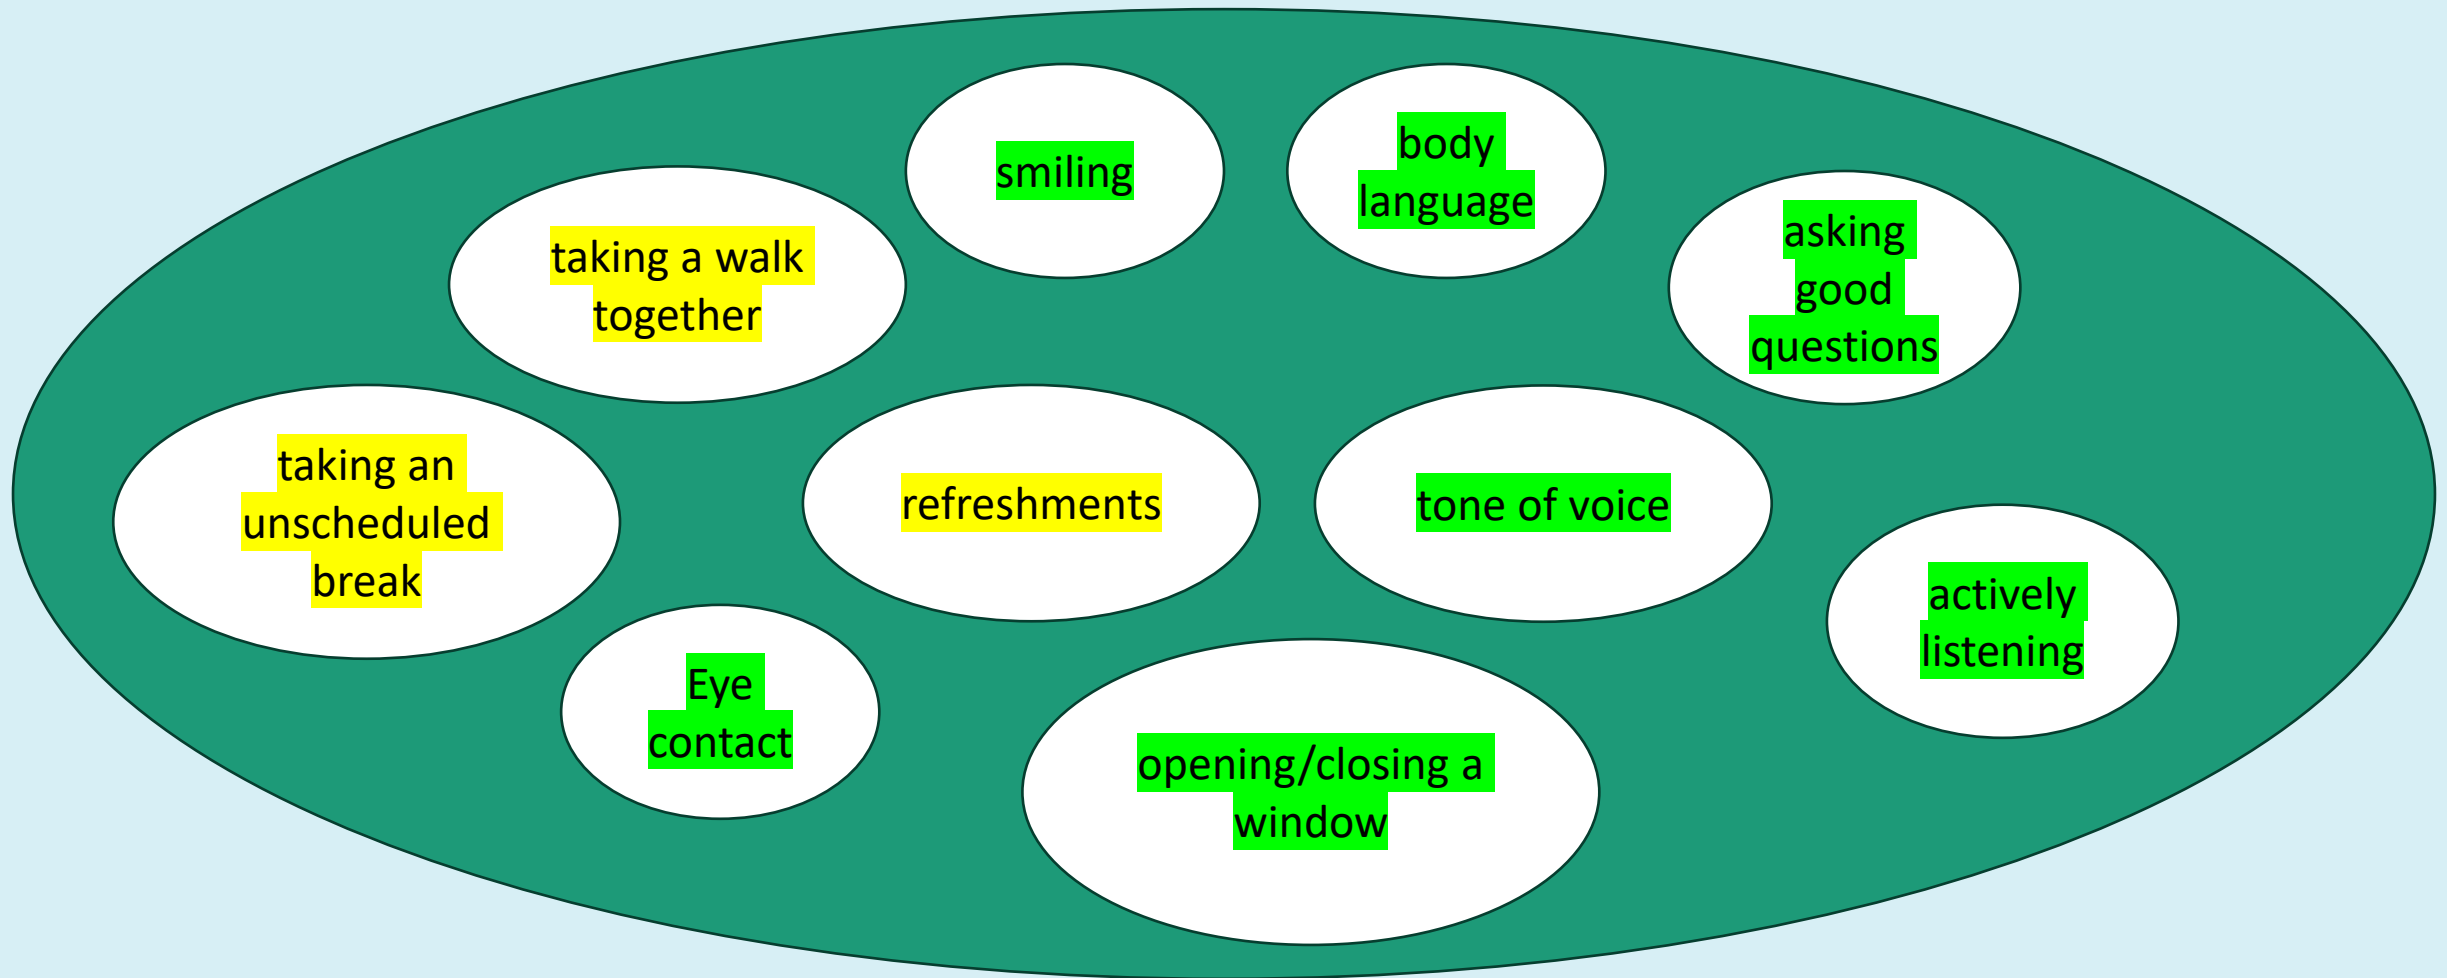 smiling
body
language
taking a walk
together
asking
good
questions
taking an
unscheduled
break
refreshments
tone of voice
actively
listening
Eye
contact
opening/closing a
window